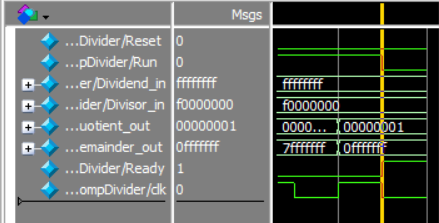 Msgs
...Divider/Reset 0
...pDivider/Run 0
...er/Dividend_in ffffffff ffffffff
...ider/Divisor_in f0000000 f0000000
...uotient_out 00000001 0000... 00000001
...emainder_out 0fffffff 7fffffff 0fffffff
...Divider/Ready 1
...ompDivider/clk 0